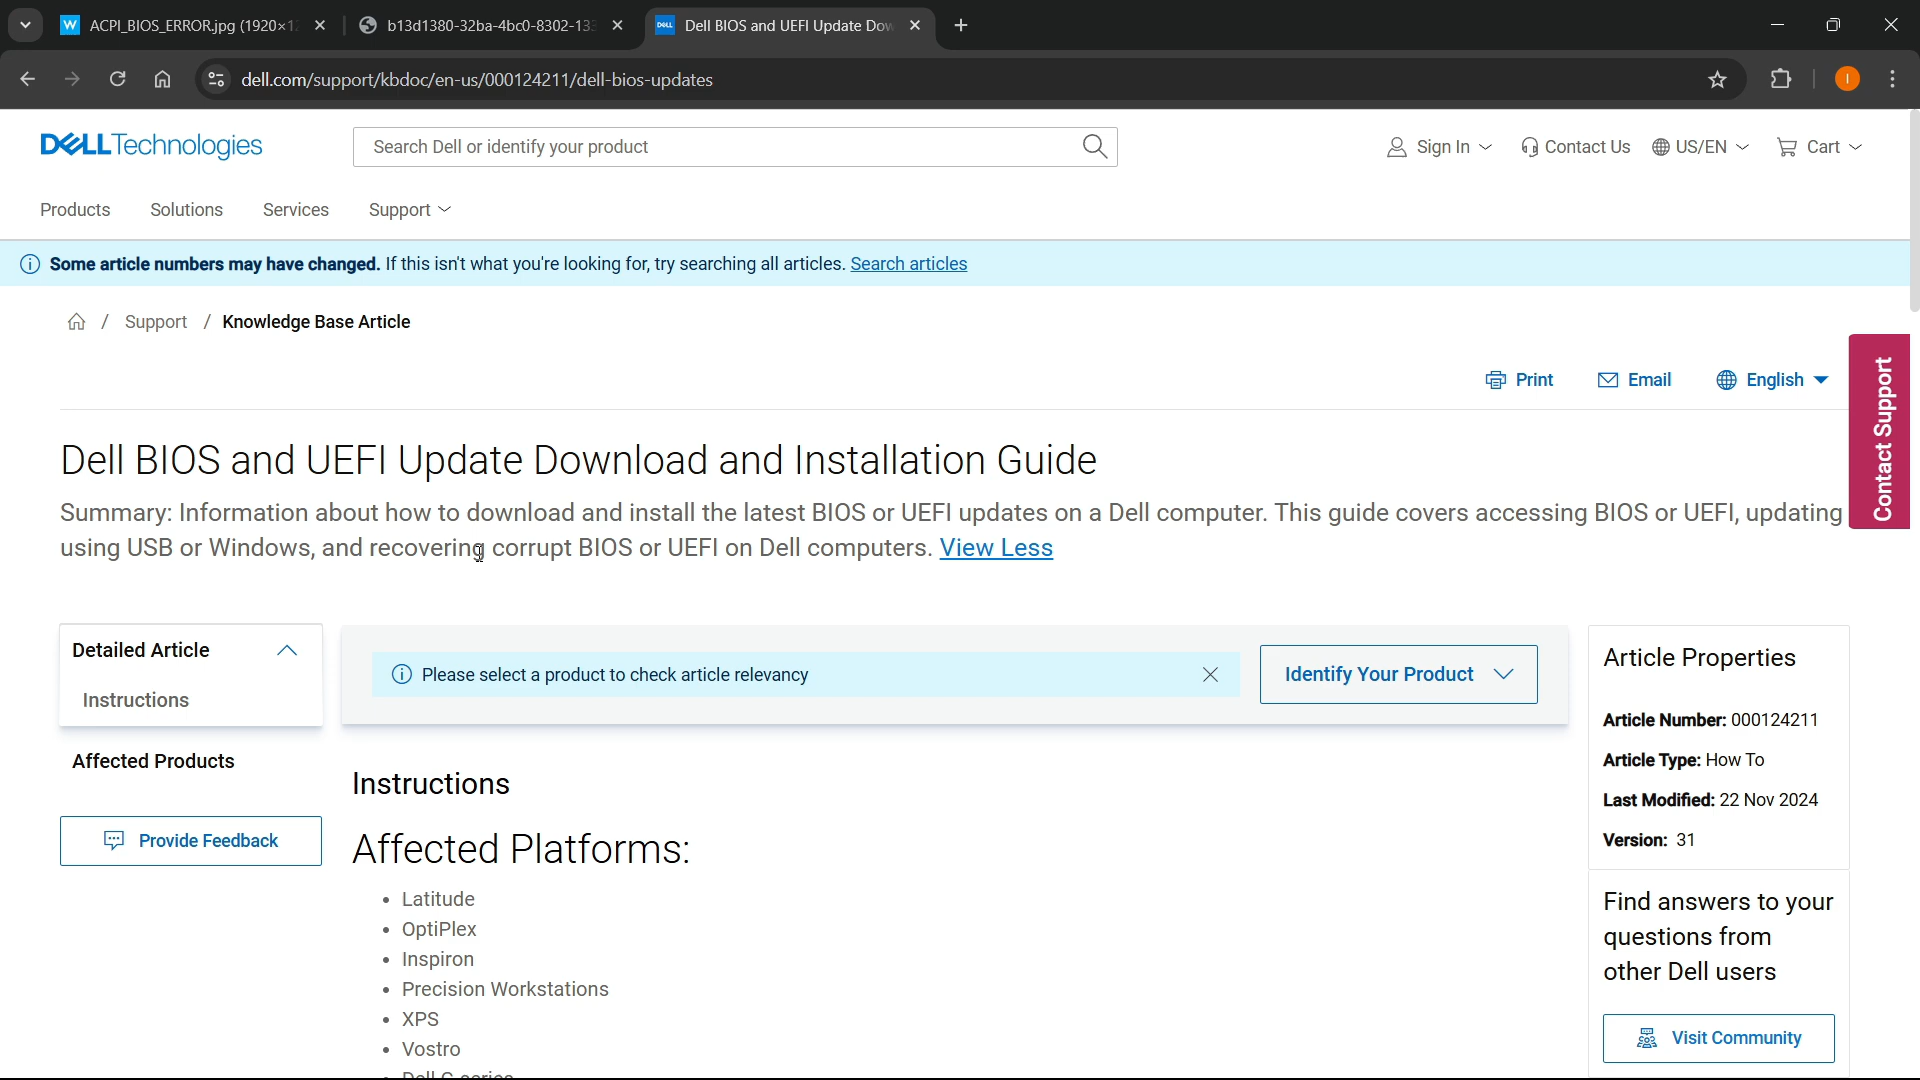 ACPI_BIOS_ERROR.jpg (1920×1
b13d1380-32ba-4bc0-8302-133
DELL
Dell BIOS and UEFI Update Dow
dell.com/support/kbdoc/en-us/000124211/dell-bios-updates
I
DELLTechnologies
Search Dell or identify your product
Sign In
Contact Us
US/EN
Cart
Products
Solutions
Services
Support
Some article numbers may have changed. If this isn't what you're looking for, try searching all articles. Search articles
/ Support / Knowledge Base Article
Print
Email
English
Contact Support
Dell BIOS and UEFI Update Download and Installation Guide
Summary: Information about how to download and install the latest BIOS or UEFI updates on a Dell computer. This guide covers accessing BIOS or UEFI, updating
using USB or Windows, and recovering corrupt BIOS or UEFI on Dell computers. View Less
Detailed Article
Instructions
Affected Products
Provide Feedback
Please select a product to check article relevancy
Identify Your Product
Instructions
Affected Platforms:
• Latitude
• OptiPlex
• Inspiron
• Precision Workstations
• XPS
• Vostro
• Dell G series
Article Properties
Article Number: 000124211
Article Type: How To
Last Modified: 22 Nov 2024
Version: 31
Find answers to your
questions from
other Dell users
Visit Community